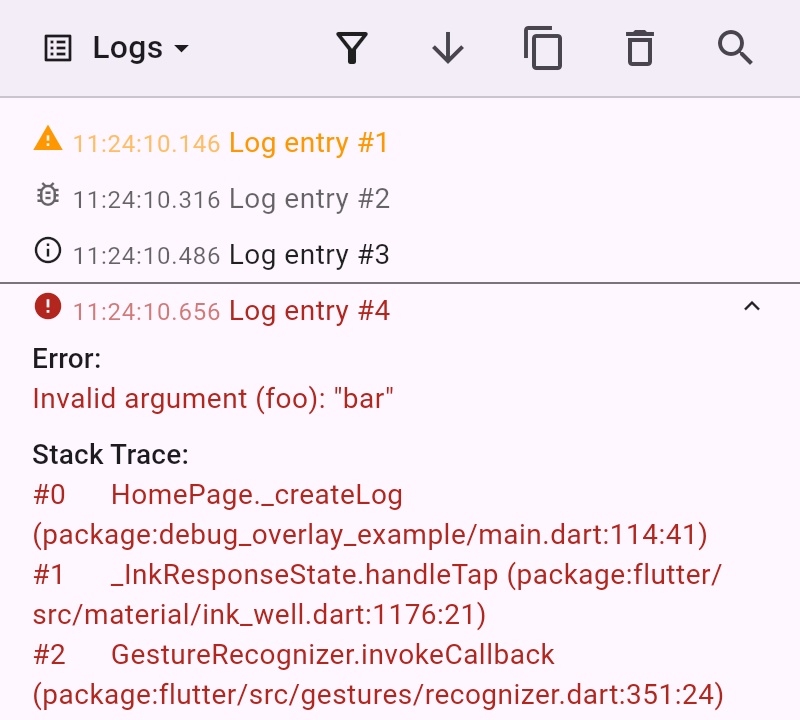 Logs
11:24:10.146 Log entry #1
11:24:10.316 Log entry #2
11:24:10.486 Log entry #3
11:24:10.656 Log entry #4
Error:
Invalid argument (foo): "bar"
Stack Trace:
#0 HomePage._createLog
(package:debug_overlay_example/main.dart:114:41)
#1 _InkResponseState.handleTap (package:flutter/
src/material/ink_well.dart:1176:21)
#2 GestureRecognizer.invokeCallback
(package:flutter/src/gestures/recognizer.dart:351:24)